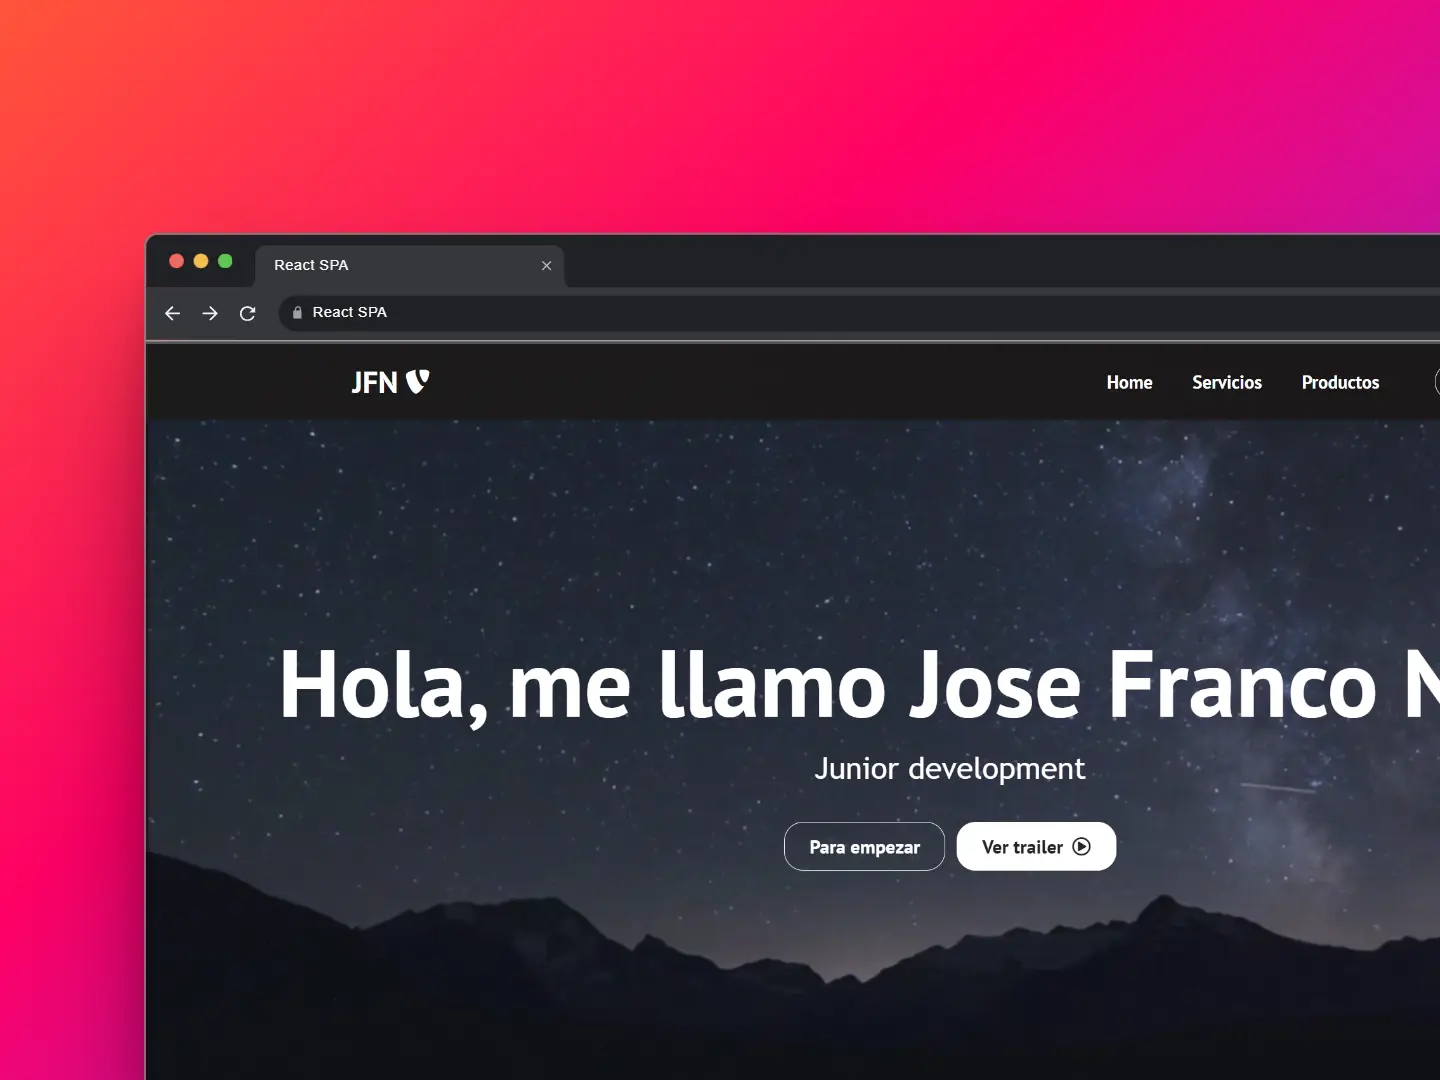 React SPA
React SPA
JFN
Home Servicios Productos
Hola, me llamo Jose Franco
Junior development
Para empezar Ver trailer